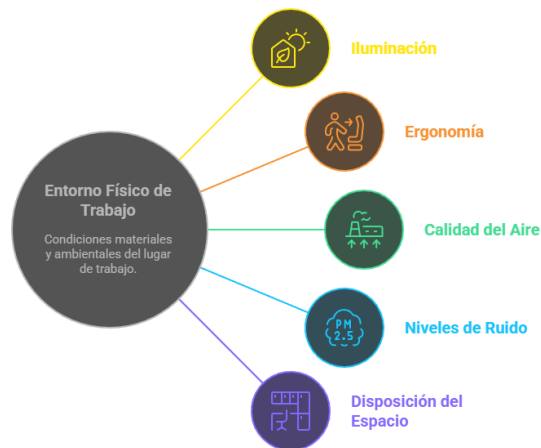 Iluminación
Ergonomía
Entorno Físico de
Trabajo
Condiciones materiales
y ambientales del lugar
de trabajo.
Calidad del Aire
PM
2.5
Niveles de Ruido
Disposición del
Espacio